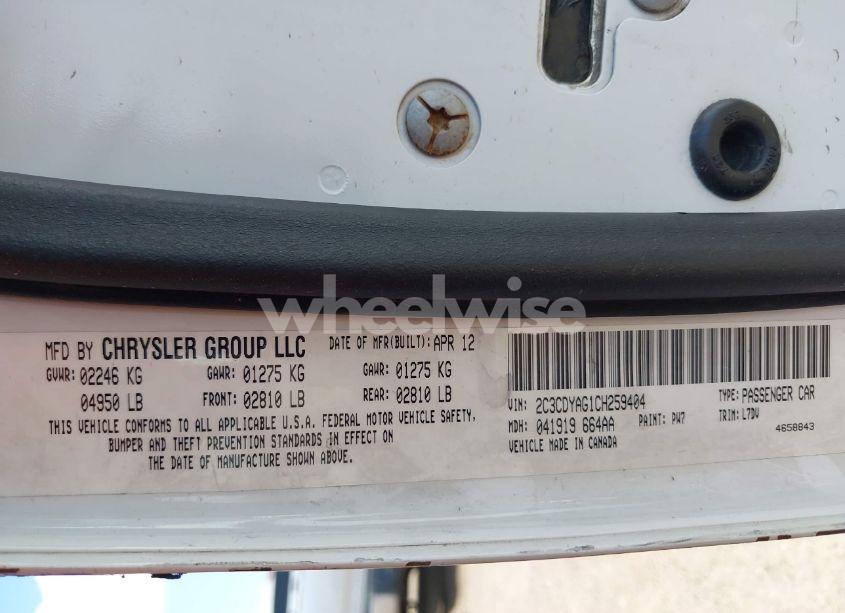 wheelwise
MFD BY CHRYSLER GROUP LLC DATE OF MFR(BUILT): APR 12
GVWR: 02246 KG GAWR: 01275 KG GAWR: 01275 KG
04950 LB FRONT: 02810 LB REAR: 02810 LB
THIS VEHICLE CONFORMS TO ALL APPLICABLE U.S.A. FEDERAL MOTOR VEHICLE SAFETY,
BUMPER AND THEFT PREVENTION STANDARDS IN EFFECT ON
THE DATE OF MANUFACTURE SHOWN ABOVE.
VIN: 2C3CDYAG1CH259404 TYPE: PASSENGER CAR
MDH: 041919 664AA PAINT: PW7 TRIM: L7DV
VEHICLE MADE IN CANADA 4658843